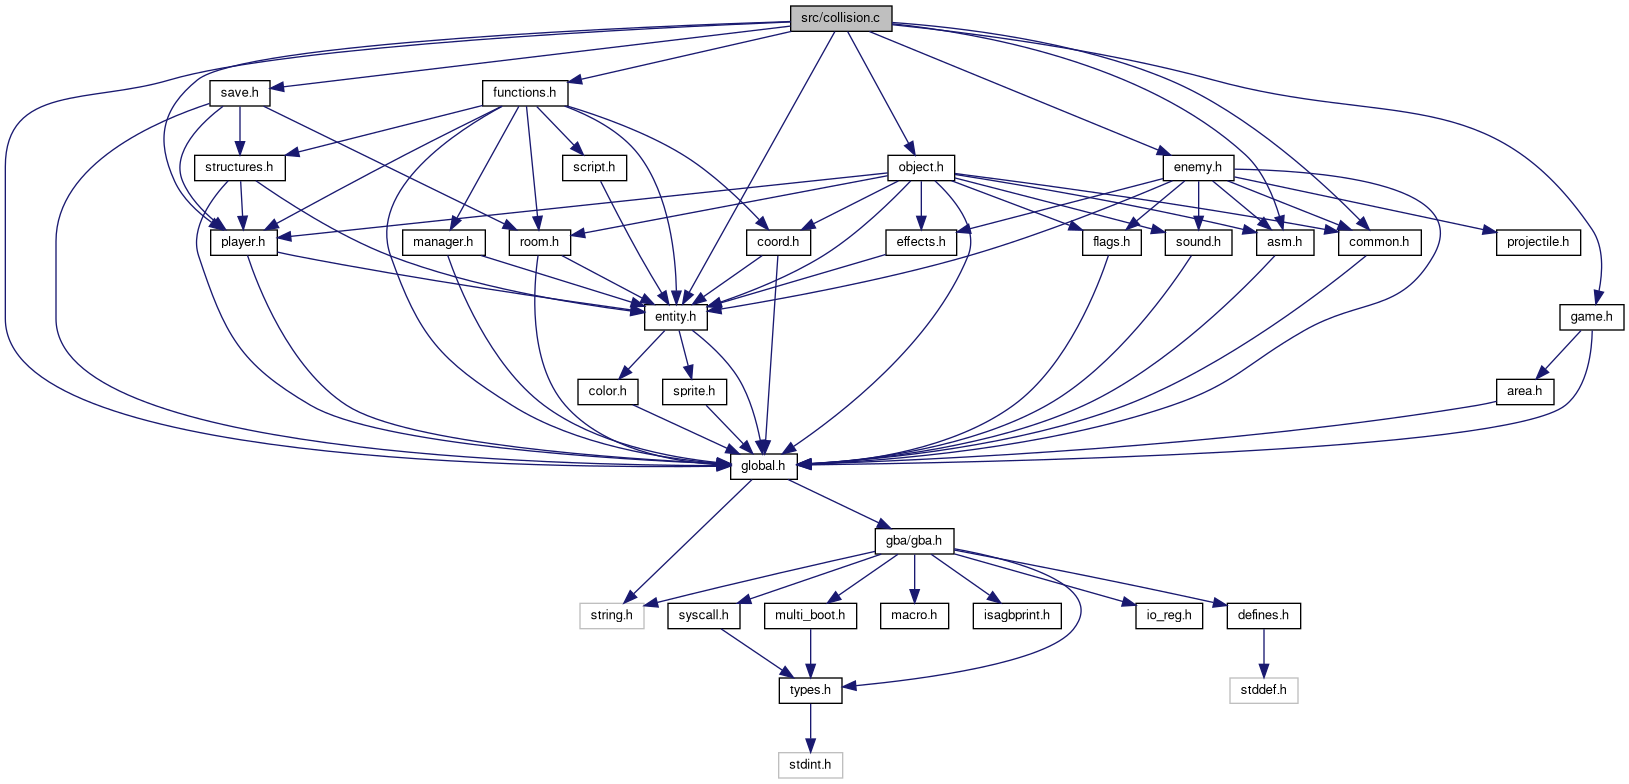 src/collision.c
save.h
functions.h
structures.h
script.h
object.h
enemy.h
player.h
manager.h
room.h
coord.h
effects.h
flags.h
sound.h
asm.h
common.h
projectile.h
entity.h
game.h
color.h
sprite.h
area.h
global.h
gba/gba.h
string.h
syscall.h
multi_boot.h
macro.h
isagbprint.h
io_reg.h
defines.h
types.h
stddef.h
stdint.h